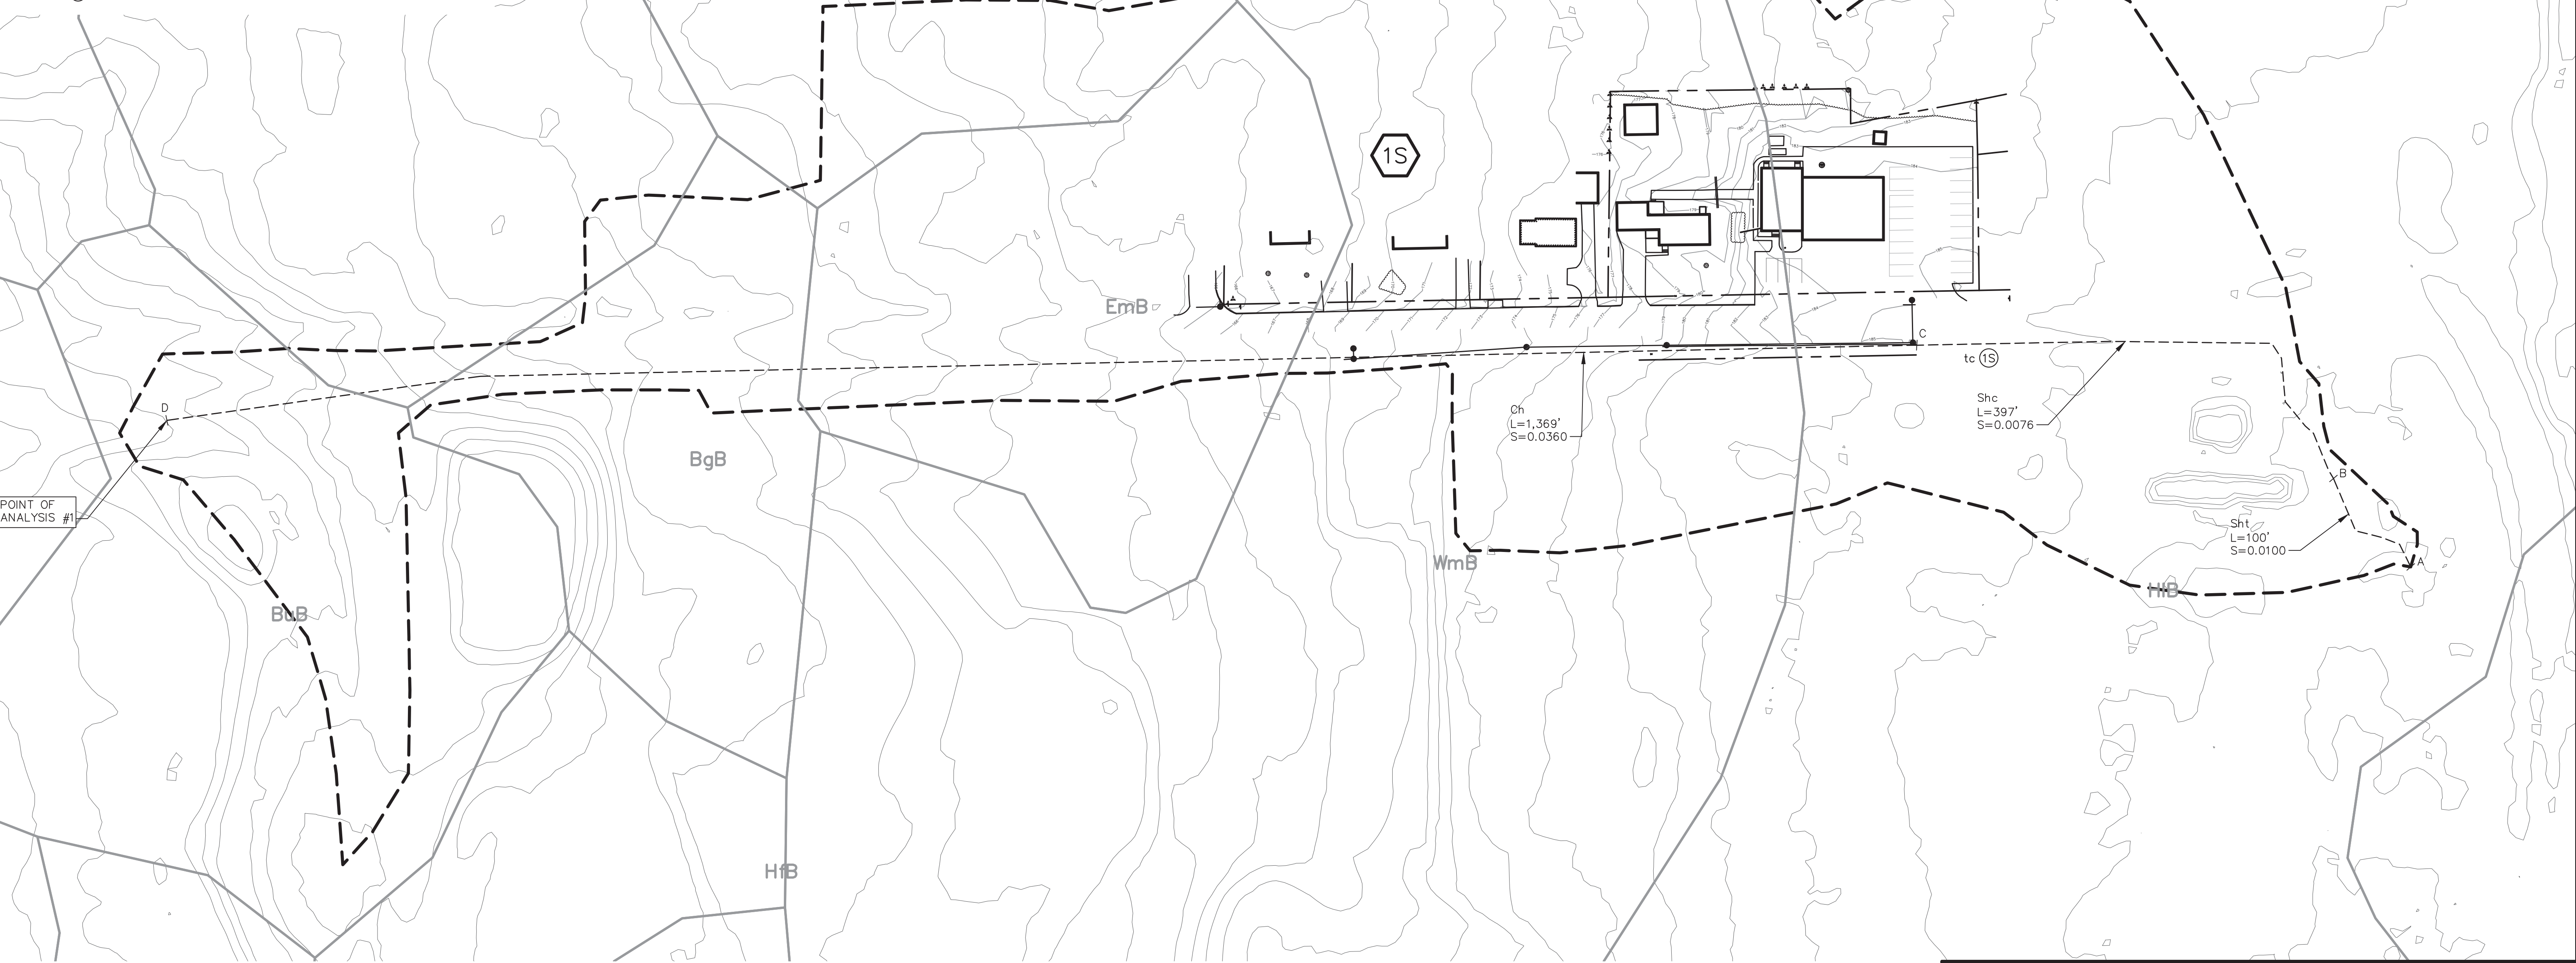 1S
EmB
C
tc 1S
Shc
L=397'
S=0.0076
Ch
L=1,369'
S=0.0360
D
BgB
B
POINT OF
ANALYSIS #1
Sht
L=100'
S=0.0100
A
WmB
HfB
BuB
HfB